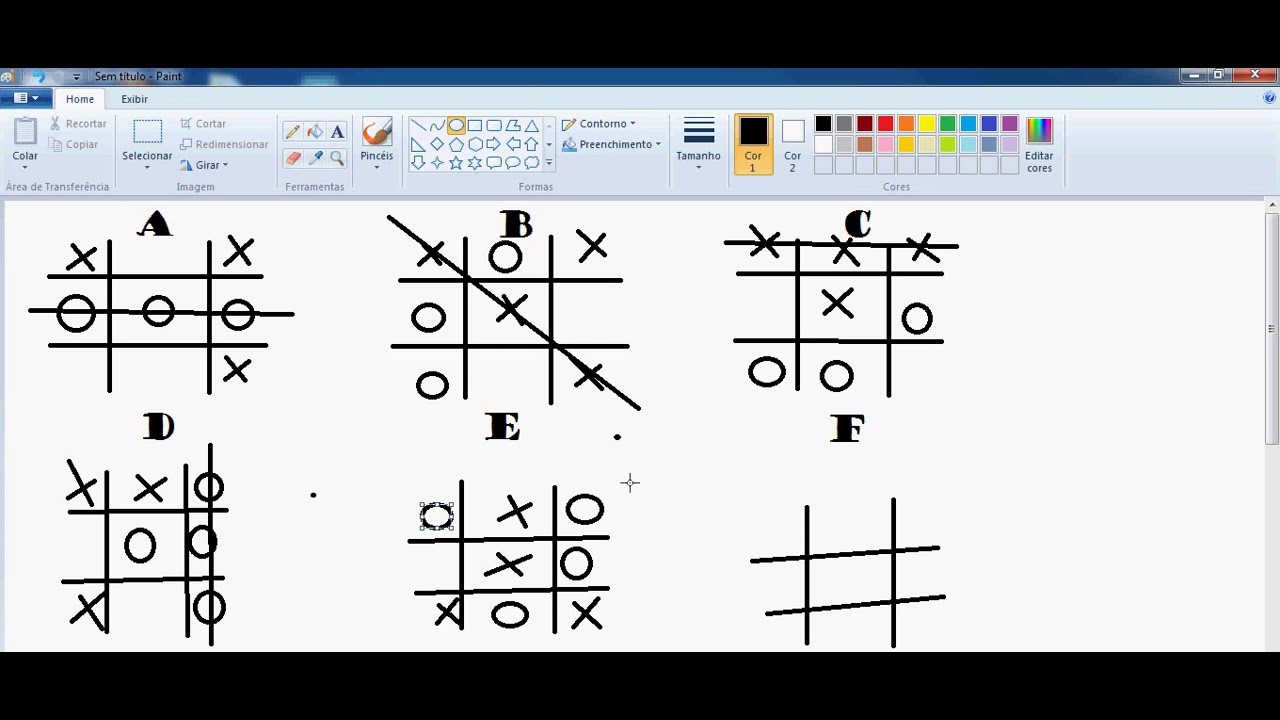 Sem título - Paint
Home Exibir
Colar
Recortar
Copiar
Área de Transferência
Selecionar
Cortar
Redimensionar
Girar
Imagem
A
Ferramentas
Pincéis
Contorno
Preenchimento
Formas
Tamanho
Cor
1
Cor
2
Editar
cores
Cores
A B C
X X
O O O
X
X O X
O X
O X
X X X
X O
O O
D E F
X X O
O O
X O
O X O
X O
X O X